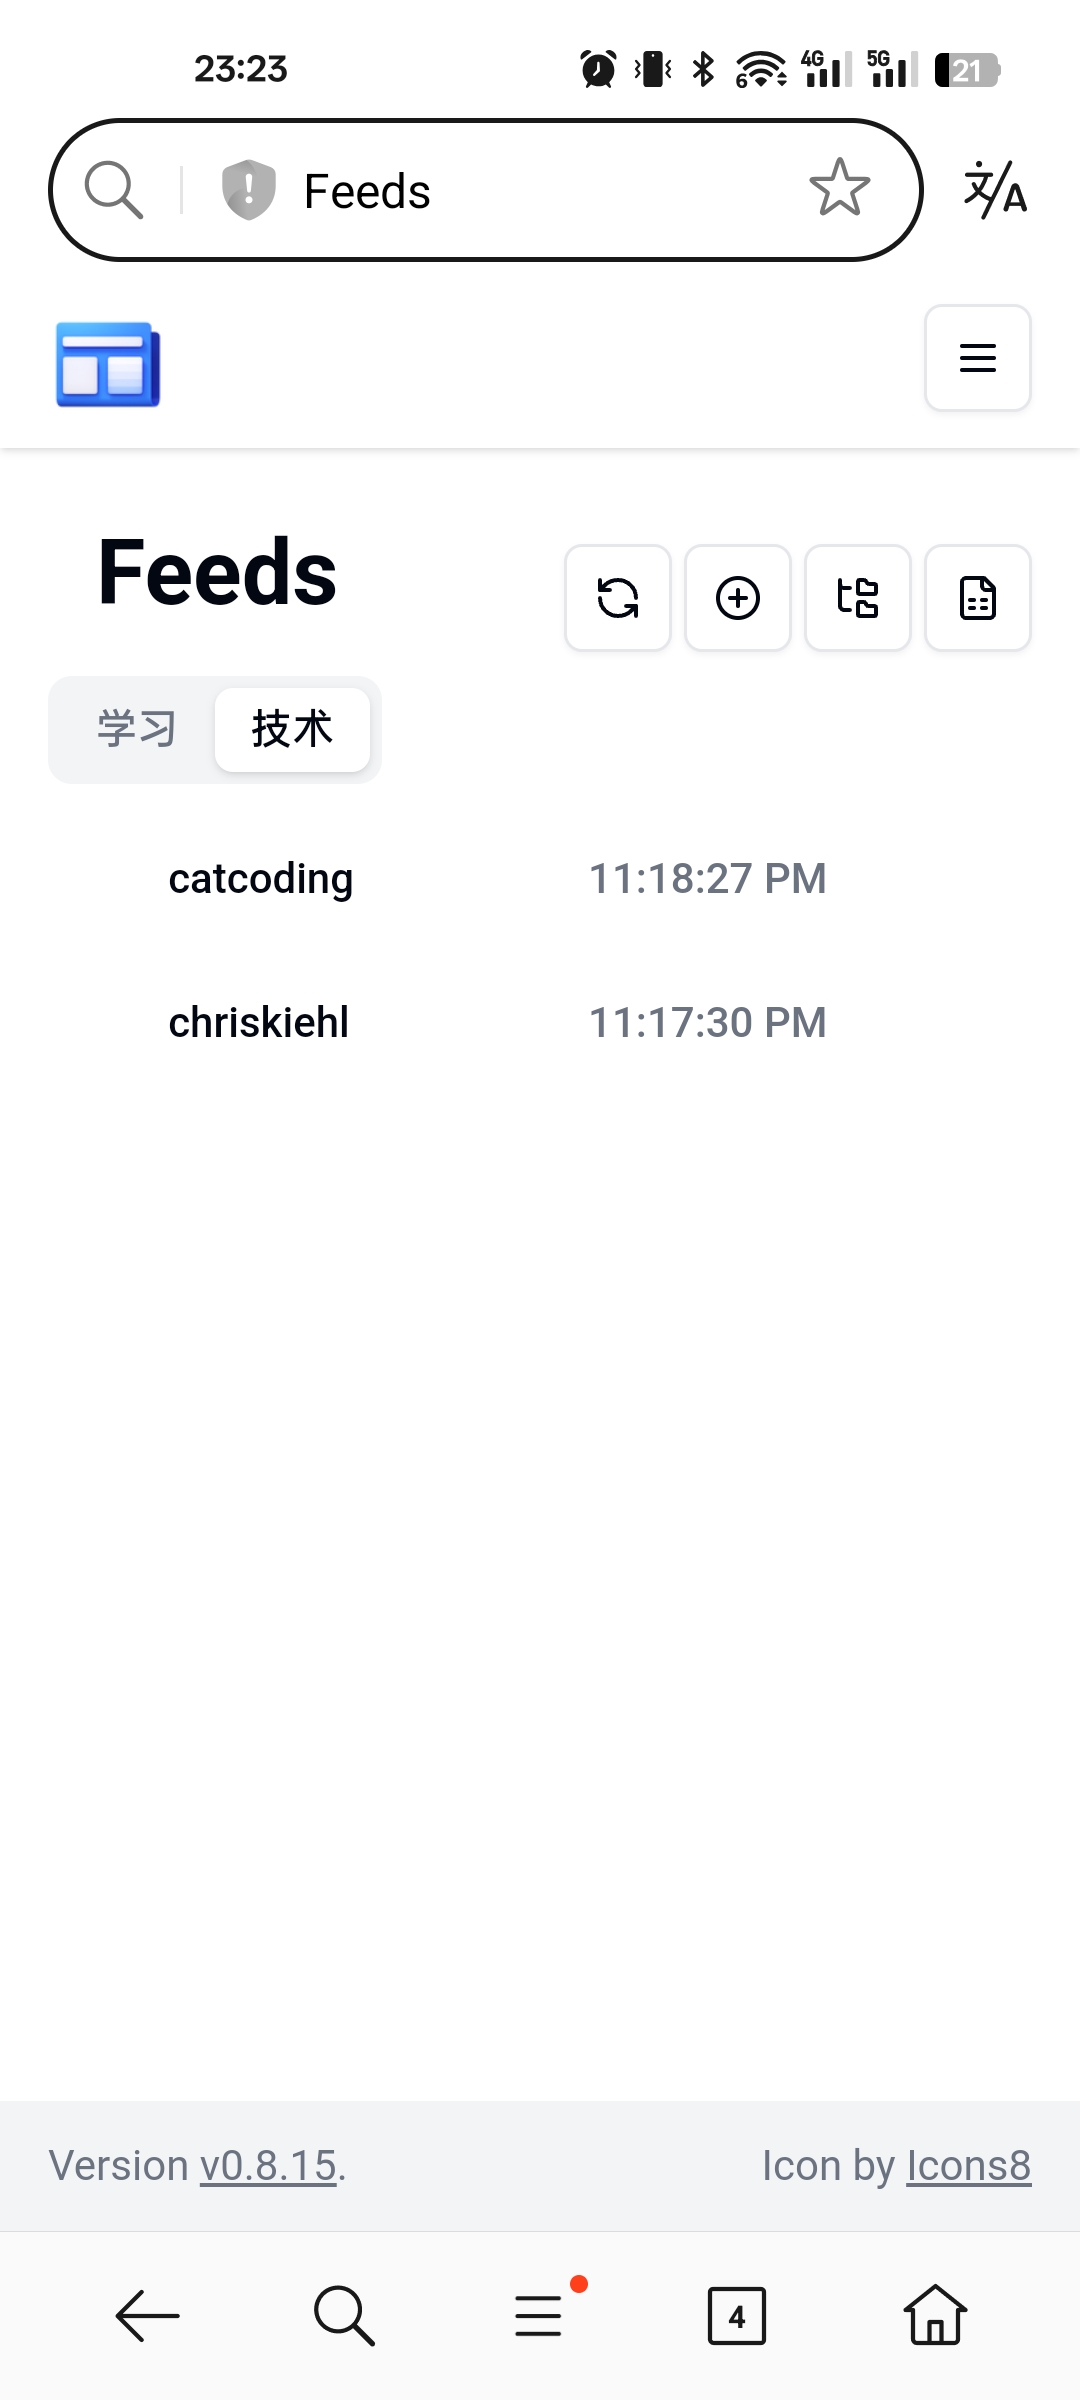 23:23
6 4G 5G 21
Feeds
Feeds
学习 技术
catcoding 11:18:27 PM
chriskiehl 11:17:30 PM
Version v0.8.15. Icon by Icons8
4